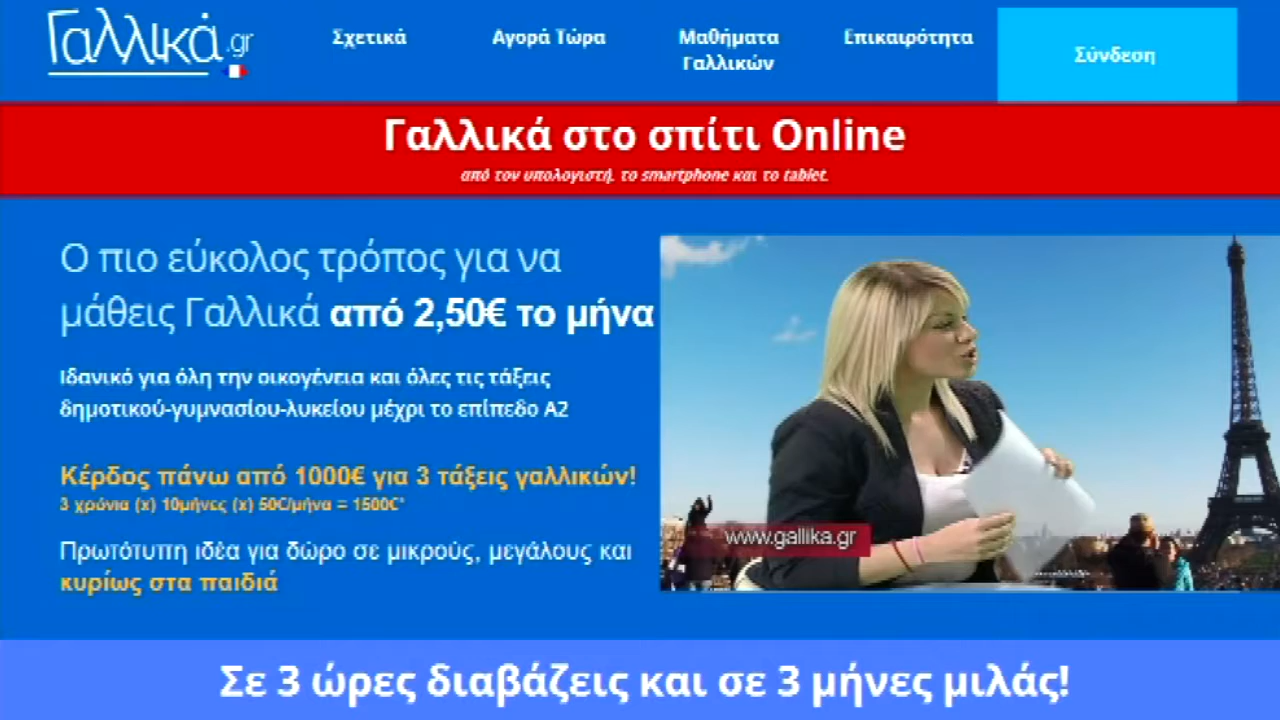 Γαλλικά.gr
Σχετικά
Αγορά Τώρα
Μαθήματα
Γαλλικών
Επικαιρότητα
Σύνδεση
Γαλλικά στο σπίτι Online
από τον υπολογιστή, το smartphone και το tablet.
Ο πιο εύκολος τρόπος για να
μάθεις Γαλλικά από 2,50€ το μήνα
Ιδανικό για όλη την οικογένεια και όλες τις τάξεις
δημοτικού-γυμνασίου-λυκείου μέχρι το επίπεδο Α2
Κέρδος πάνω από 1000€ για 3 τάξεις γαλλικών!
3 χρόνια (x) 10μήνες (x) 50€/μήνα = 1500€*
Πρωτότυπη ιδέα για δώρο σε μικρούς, μεγάλους και
κυρίως στα παιδιά
www.gallika.gr
Σε 3 ώρες διαβάζεις και σε 3 μήνες μιλάς!